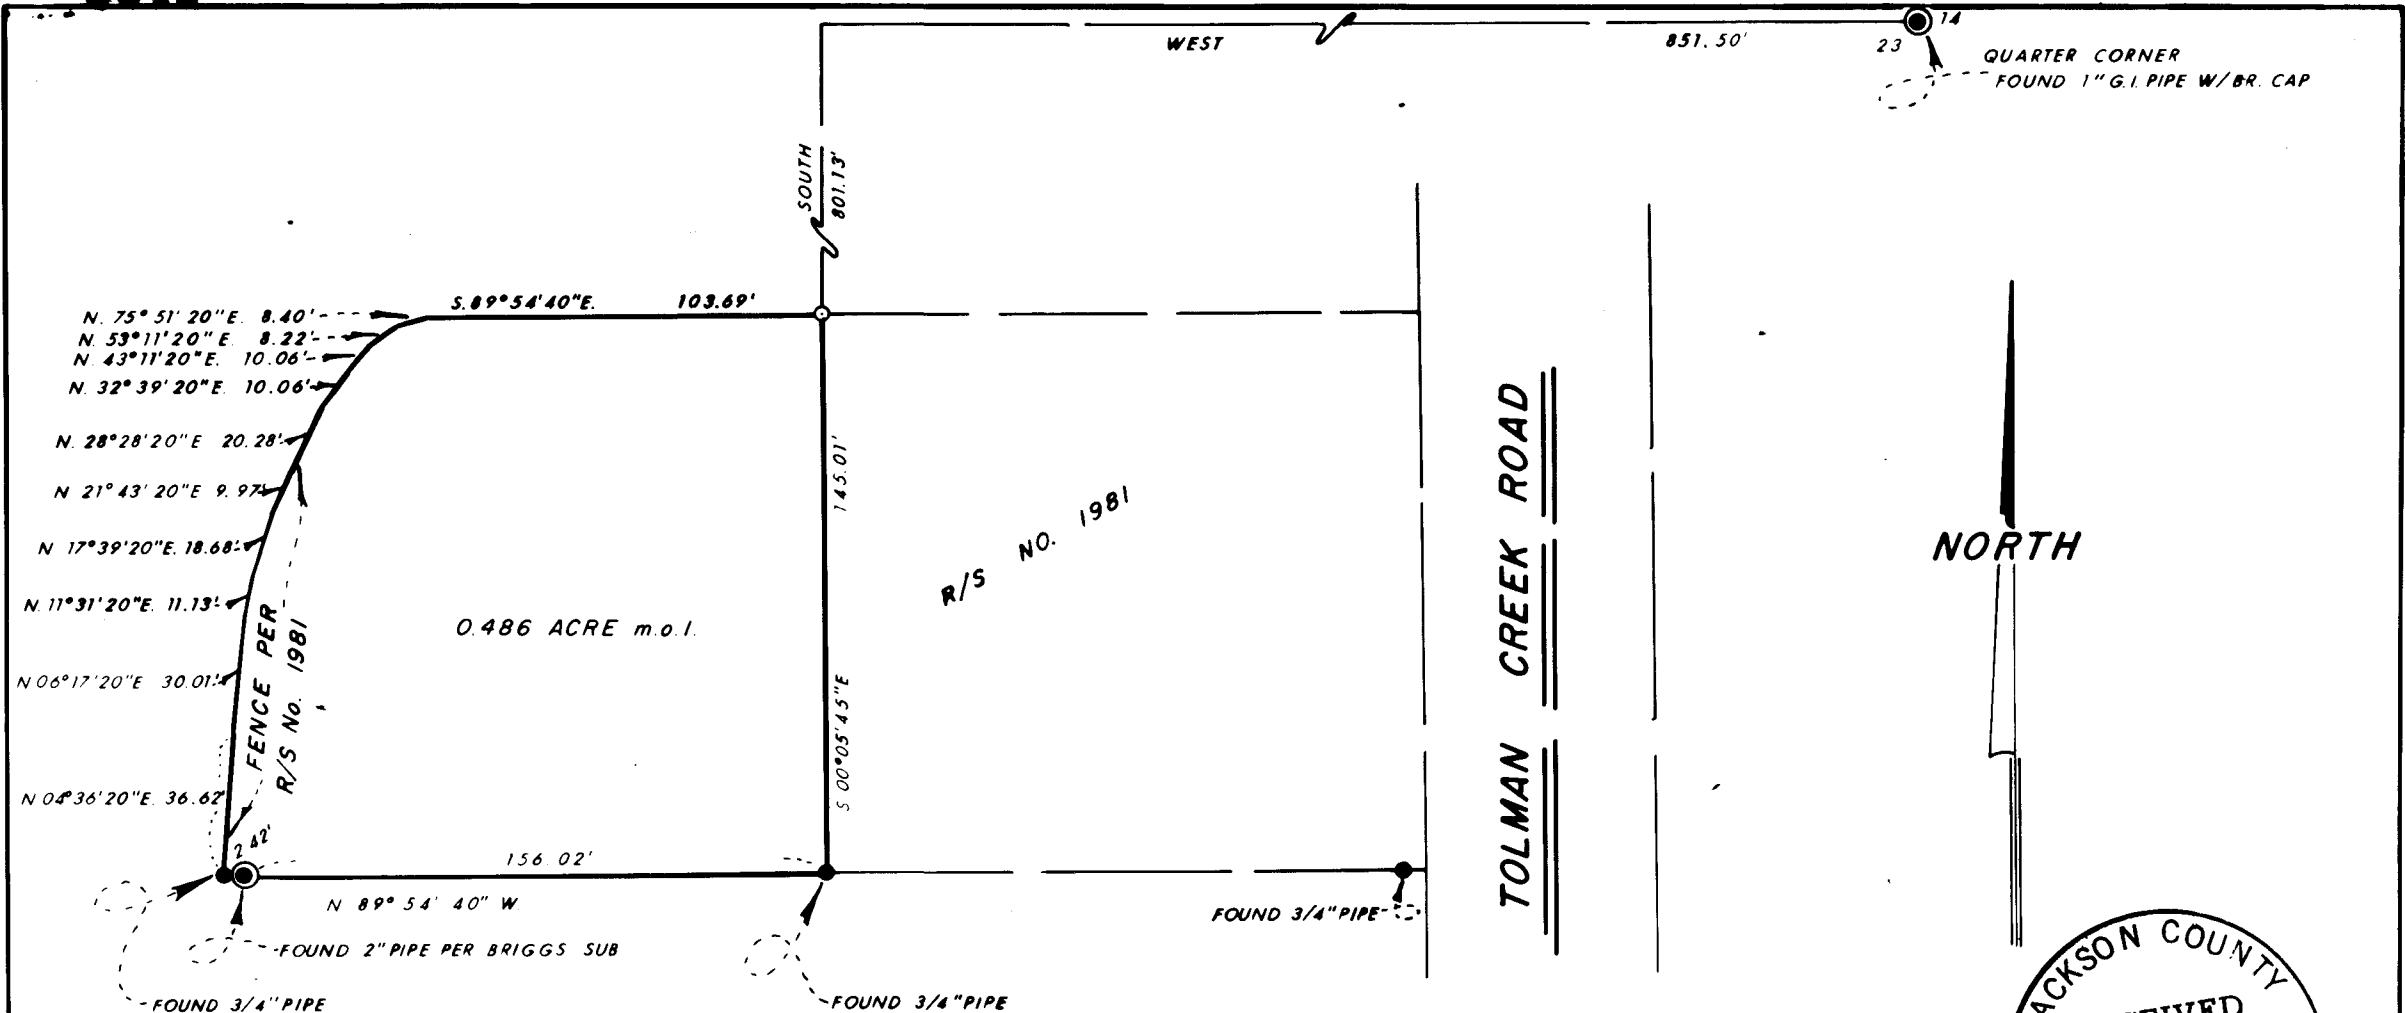 WEST
851.50'
14
23
QUARTER CORNER
FOUND 1" G.I. PIPE W/BR. CAP
SOUTH
801.13'
S. 89°54'40"E. 103.69'
N. 75° 51' 20"E. 8.40'
N. 53°11'20"E 8.22'
N. 43°11'20"E. 10.06'
N. 32° 39' 20"E. 10.06'
N. 28°28'20"E 20.28'
N 21°43'20"E 9.97'
N 17°39'20"E. 18.68'
N. 11°31'20"E. 11.13'
N 06°17'20"E 30.01'
N 04°36'20"E. 36.62'
FENCE PER
R/S No. 1981
0.486 ACRE m.o.l.
145.01'
S 00°05'45"E
R/S NO. 1981
TOLMAN CREEK ROAD
NORTH
2 42'
156.02'
N 89° 54' 40" W
FOUND 2" PIPE PER BRIGGS SUB
FOUND 3/4" PIPE
FOUND 3/4" PIPE
FOUND 3/4" PIPE
ACKSON COUNTY